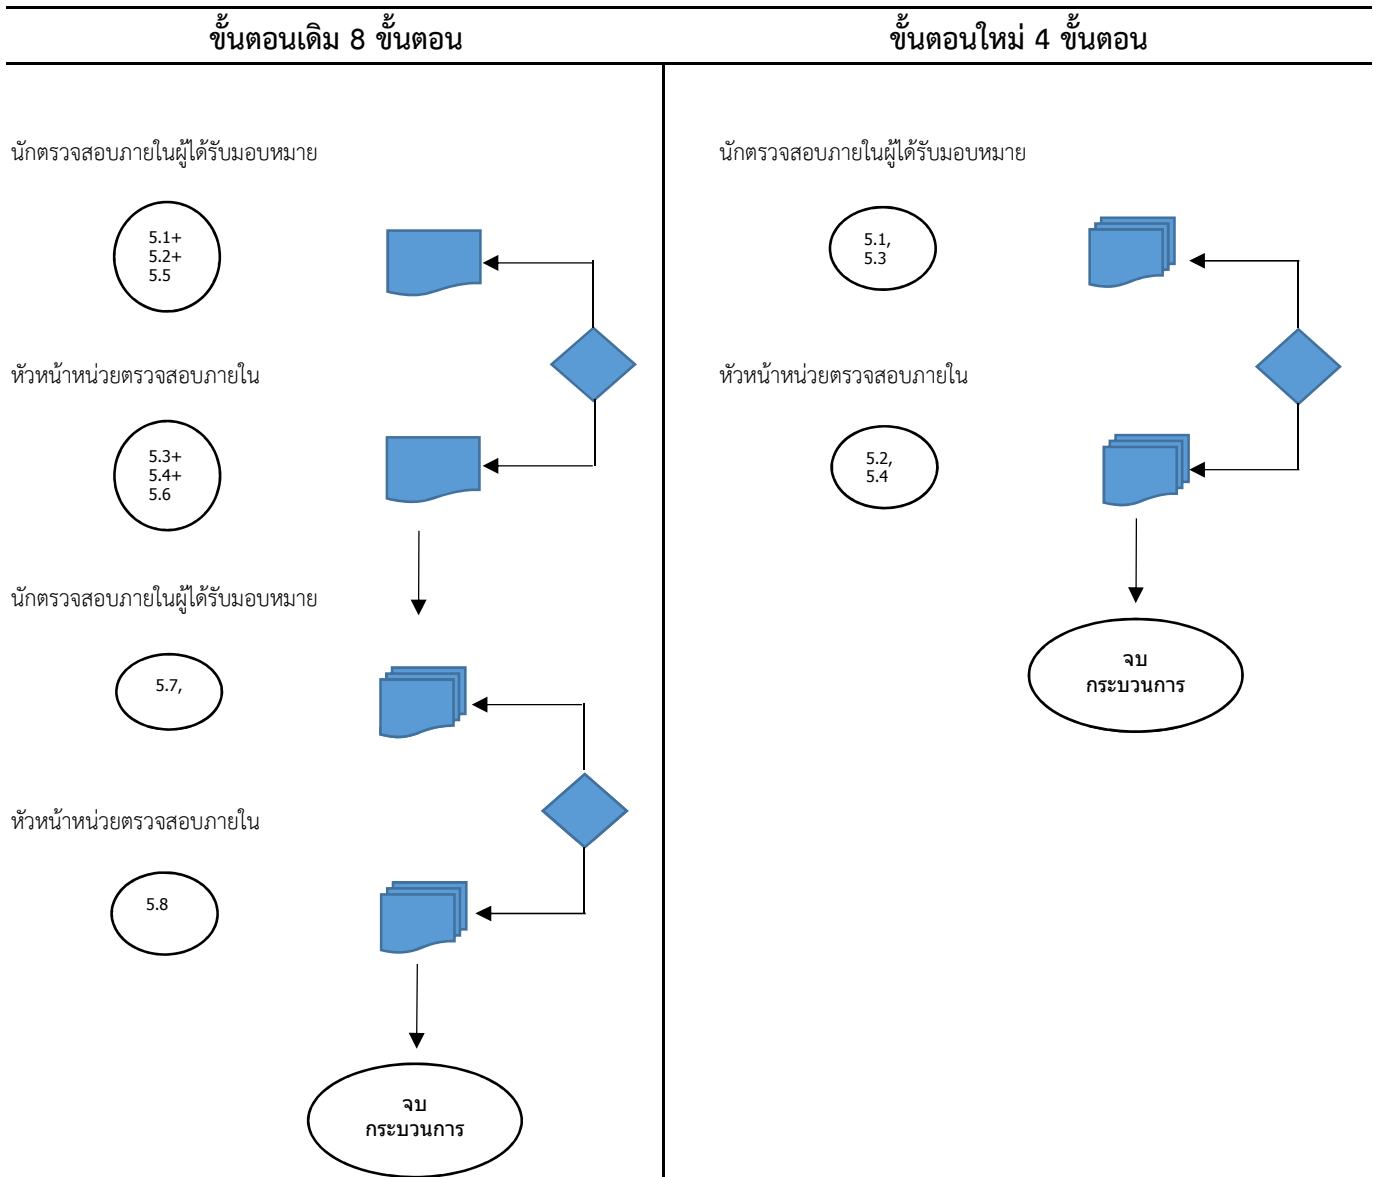 ขั้นตอนเดิม 8 ขั้นตอน
ขั้นตอนใหม่ 4 ขั้นตอน
นักตรวจสอบภายในผู้ได้รับมอบหมาย
5.1+
5.2+
5.5
หัวหน้าหน่วยตรวจสอบภายใน
5.3+
5.4+
5.6
นักตรวจสอบภายในผู้ได้รับมอบหมาย
5.7,
หัวหน้าหน่วยตรวจสอบภายใน
5.8
จบ
กระบวนการ
นักตรวจสอบภายในผู้ได้รับมอบหมาย
5.1,
5.3
หัวหน้าหน่วยตรวจสอบภายใน
5.2,
5.4
จบ
กระบวนการ